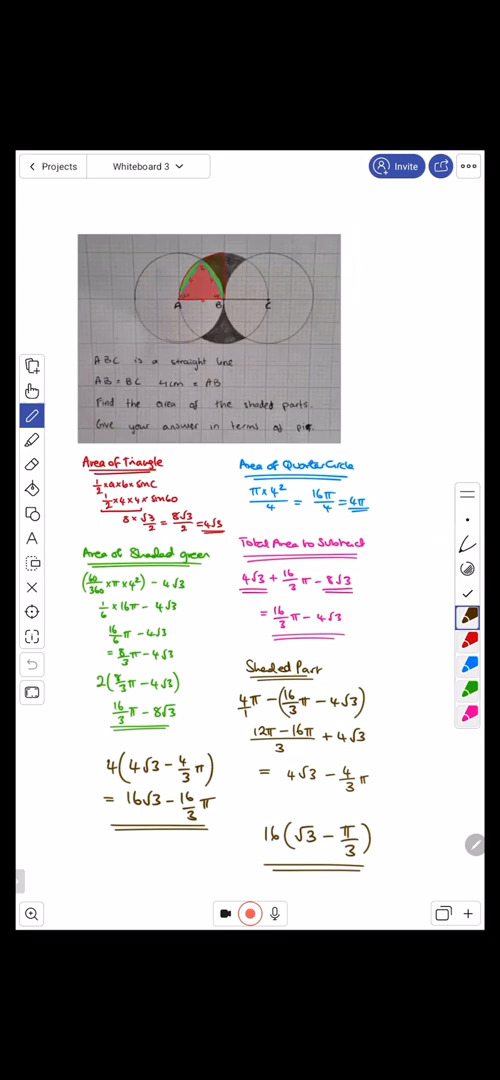 Projects
Whiteboard 3
Invite
A
B
C
ABC is a straight line
AB = BC 4cm = AB
Find the area of the shaded parts.
Give your answer in terms of pi.
Area of Triangle
½ × a × b × sinC
½ × 4 × 4 × sin60
8 × √3/2 = 8√3/2 = 4√3
Area of Shaded green
(60/360 × π × 4²) - 4√3
1/6 × 16π - 4√3
16/6 π - 4√3
= 8/3 π - 4√3
2(8/3 π - 4√3)
16/3 π - 8√3
4(4√3 - 4/3 π)
= 16√3 - 16/3 π
Area of Quarter Circle
π × 4²/4 = 16π/4 = 4π
Total Area to Subtract
4√3 + 16/3 π - 8√3
= 16/3 π - 4√3
Shaded Part
4/1 π - (16/3 π - 4√3)
12π - 16π/3 + 4√3
= 4√3 - 4/3 π
16(√3 - π/3)